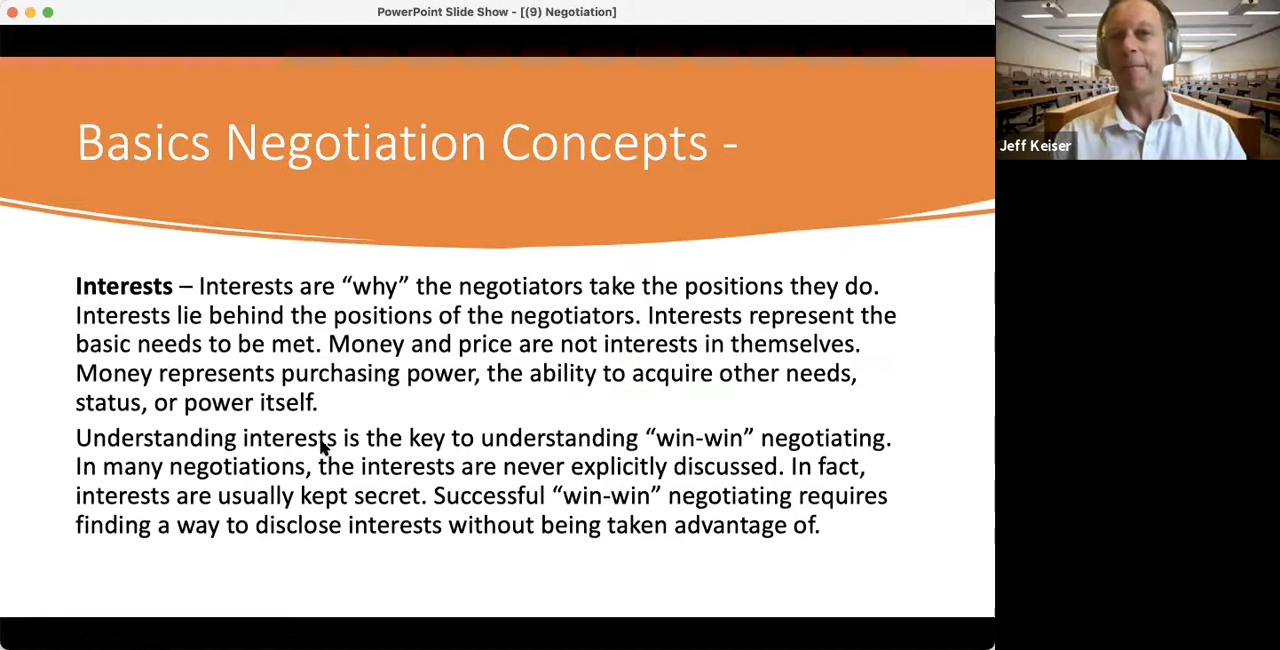 PowerPoint Slide Show - [(9) Negotiation]
Basics Negotiation Concepts -
Interests – Interests are “why” the negotiators take the positions they do.
Interests lie behind the positions of the negotiators. Interests represent the
basic needs to be met. Money and price are not interests in themselves.
Money represents purchasing power, the ability to acquire other needs,
status, or power itself.
Understanding interests is the key to understanding “win-win” negotiating.
In many negotiations, the interests are never explicitly discussed. In fact,
interests are usually kept secret. Successful “win-win” negotiating requires
finding a way to disclose interests without being taken advantage of.
Jeff Keiser